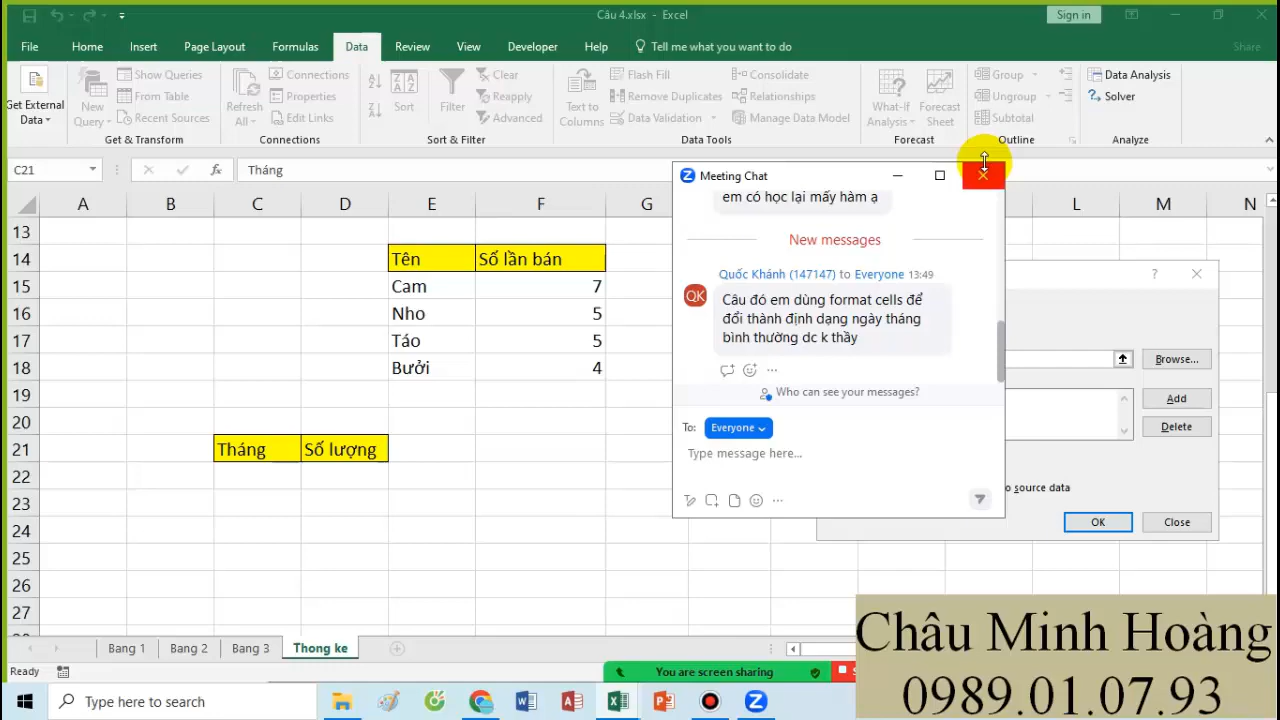 Câu 4.xlsx - Excel
Sign in
File Home Insert Page Layout Formulas Data Review View Developer Help Tell me what you want to do Share
Get External Data
New Query
Show Queries
From Table
Recent Sources
Get & Transform
Refresh All
Connections
Properties
Edit Links
Connections
Sort
Filter
Clear
Reapply
Advanced
Sort & Filter
Text to Columns
Flash Fill
Remove Duplicates
Data Validation
Consolidate
Relationships
Manage Data Model
Data Tools
What-If Analysis
Forecast Sheet
Forecast
Group
Ungroup
Subtotal
Outline
Data Analysis
Solver
Analyze
C21 fx Tháng
A B C D E F G L M N
13
14 Tên Số lần bán
15 Cam 7
16 Nho 5
17 Táo 5
18 Bưởi 4
19
20
21 Tháng Số lượng
22
23
24
25
26
27
Meeting Chat
em có học lại mấy hàm ạ
New messages
Quốc Khánh (147147) to Everyone 13:49
QK
Câu đó em dùng format cells để
đổi thành định dạng ngày tháng
bình thường dc k thầy
Who can see your messages?
To: Everyone
Type message here...
?
Browse...
Add
Delete
o source data
OK Close
Bang 1 Bang 2 Bang 3 Thong ke
Ready
You are screen sharing
Type here to search
Châu Minh Hoàng
0989.01.07.93